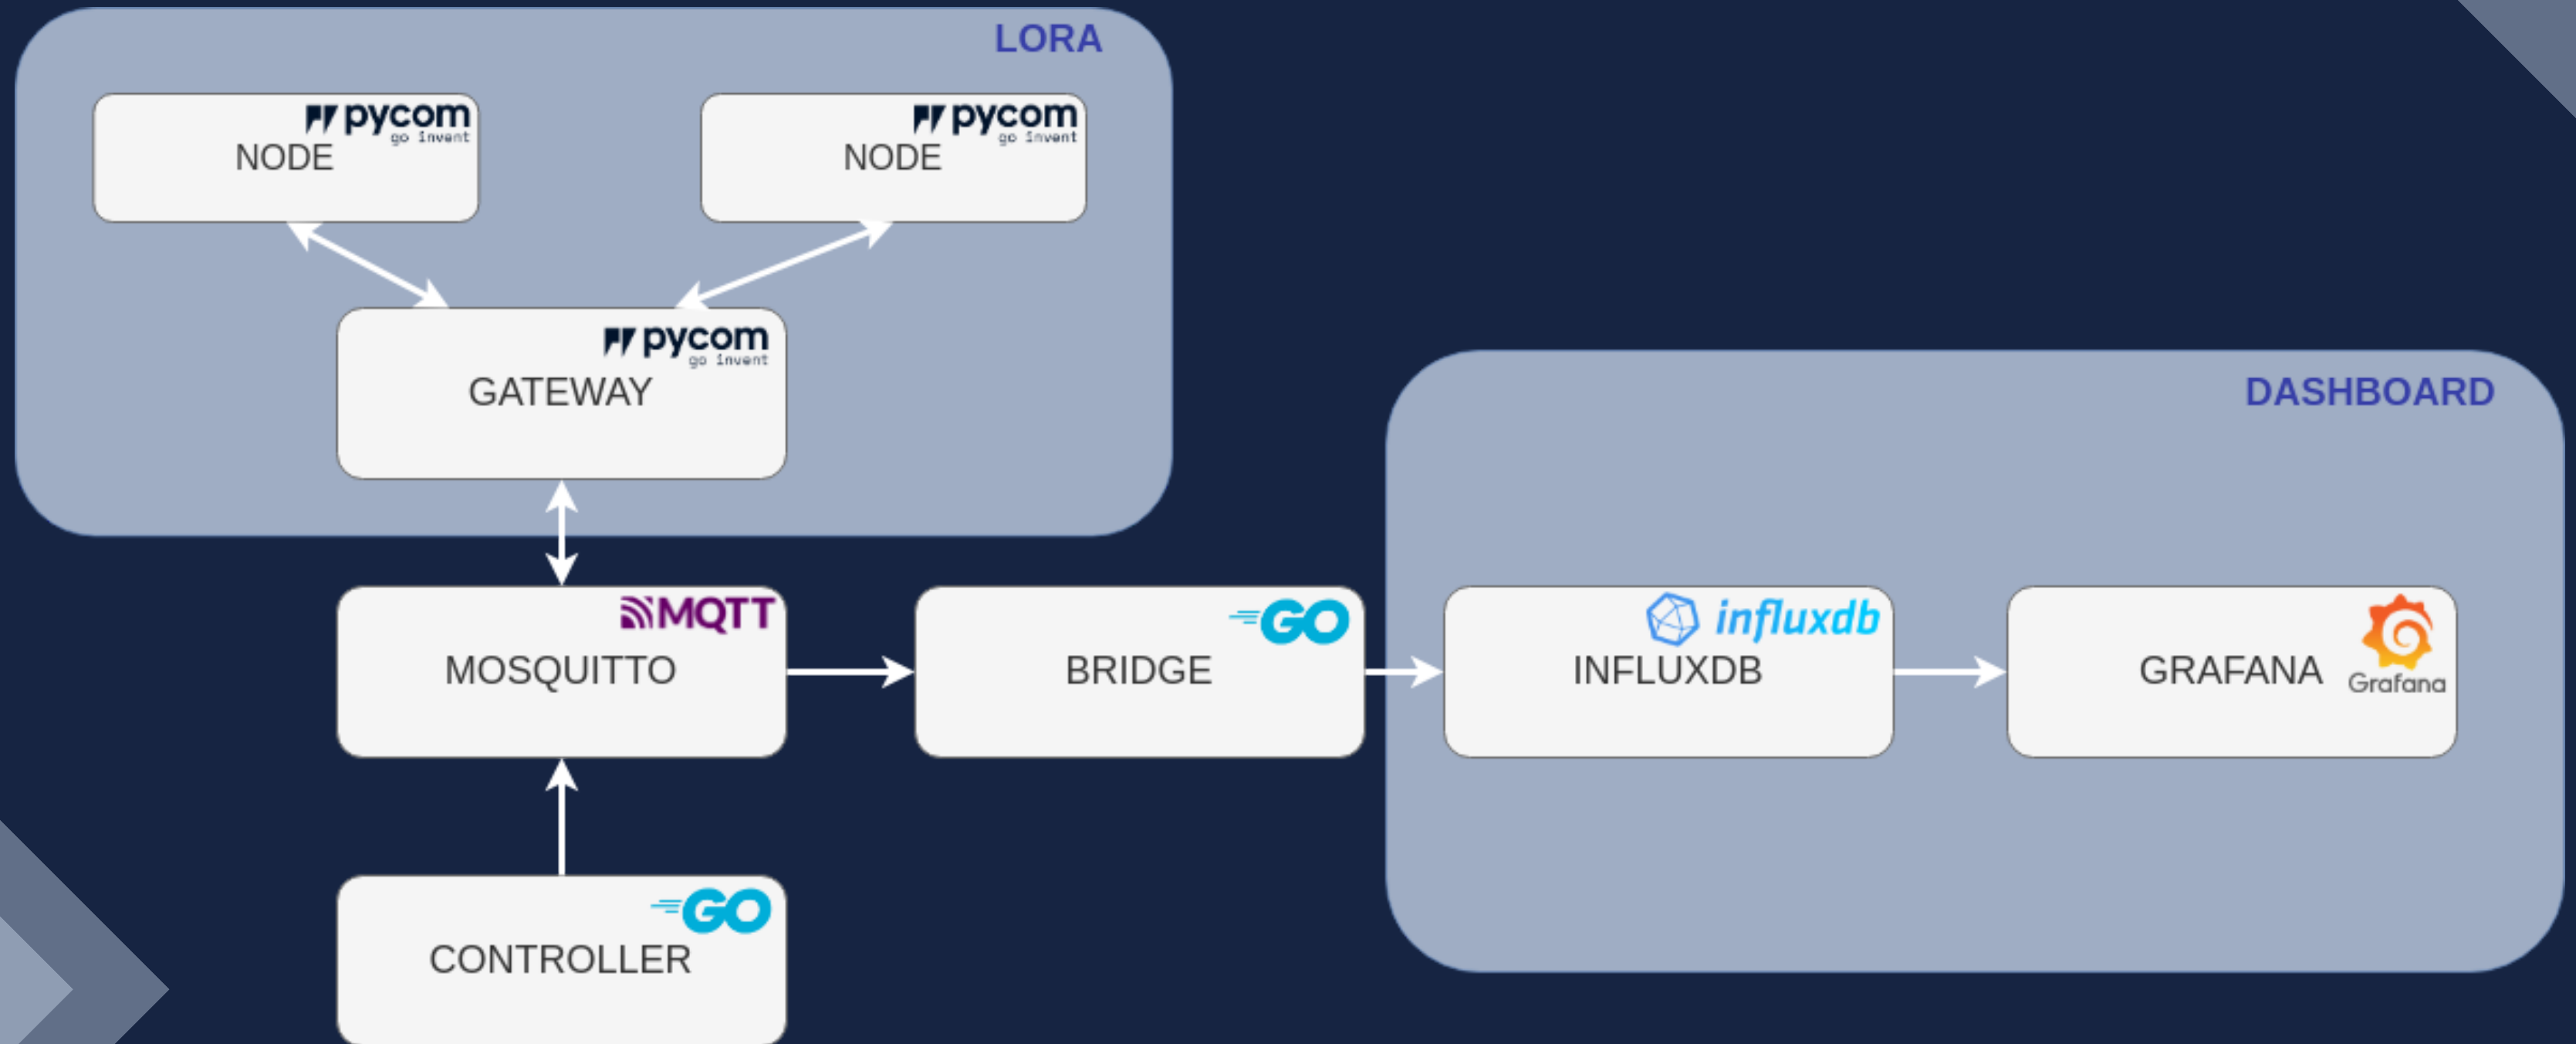 LORA
pycom
go invent
NODE
pycom
go invent
NODE
pycom
go invent
GATEWAY
DASHBOARD
MQTT
MOSQUITTO
GO
BRIDGE
influxdb
INFLUXDB
GRAFANA
Grafana
GO
CONTROLLER